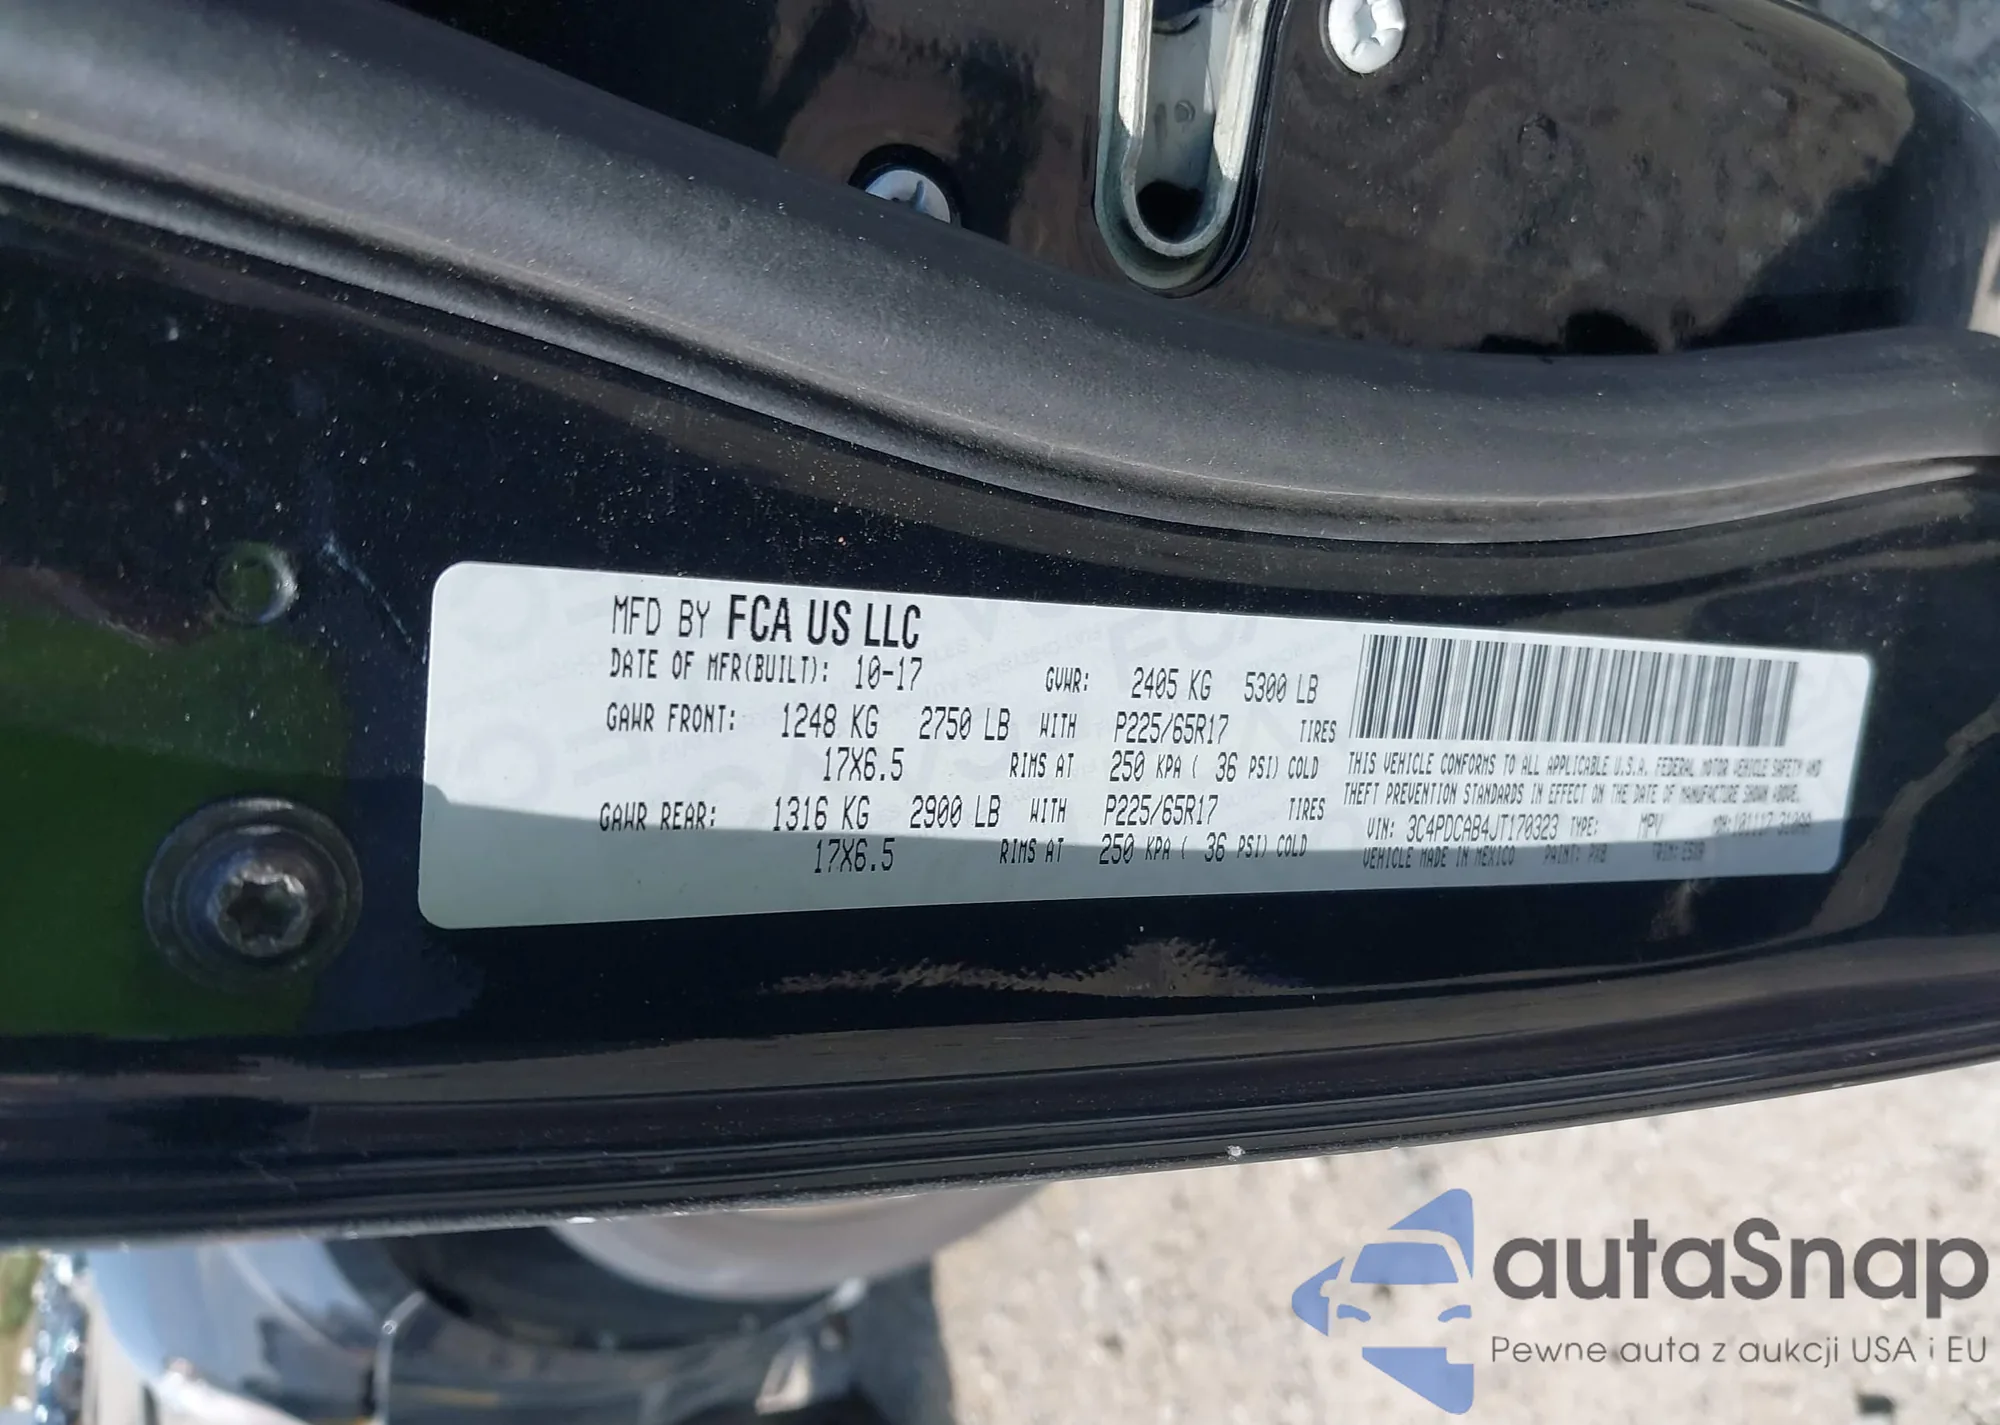 MFD BY FCA US LLC
DATE OF MFR(BUILT): 10-17 GVWR: 2405 KG 5300 LB
GAWR FRONT: 1248 KG 2750 LB WITH P225/65R17 TIRES
17X6.5 RIMS AT 250 KPA ( 36 PSI) COLD
GAWR REAR: 1316 KG 2900 LB WITH P225/65R17 TIRES
17X6.5 RIMS AT 250 KPA ( 36 PSI) COLD
THIS VEHICLE CONFORMS TO ALL APPLICABLE U.S.A. FEDERAL MOTOR VEHICLE SAFETY AND
THEFT PREVENTION STANDARDS IN EFFECT ON THE DATE OF MANUFACTURE SHOWN ABOVE.
VIN: 3C4PDCAB4JT170323 TYPE: MPV
VEHICLE MADE IN MEXICO PAINT: PX8 TRIM:
autaSnap
Pewne auta z aukcji USA i EU